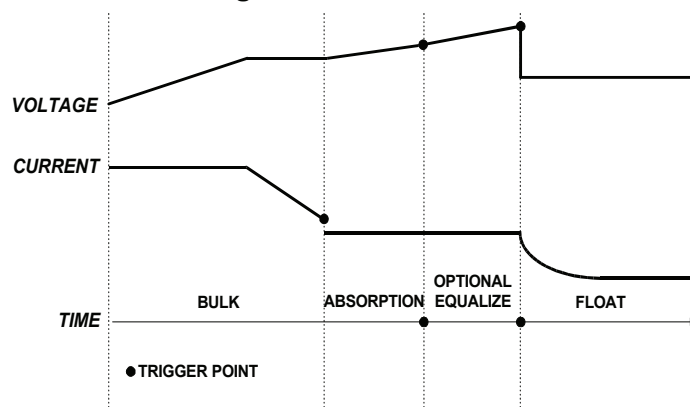 VOLTAGE
CURRENT
OPTIONAL
BULK ABSORPTION EQUALIZE FLOAT
TIME
TRIGGER POINT